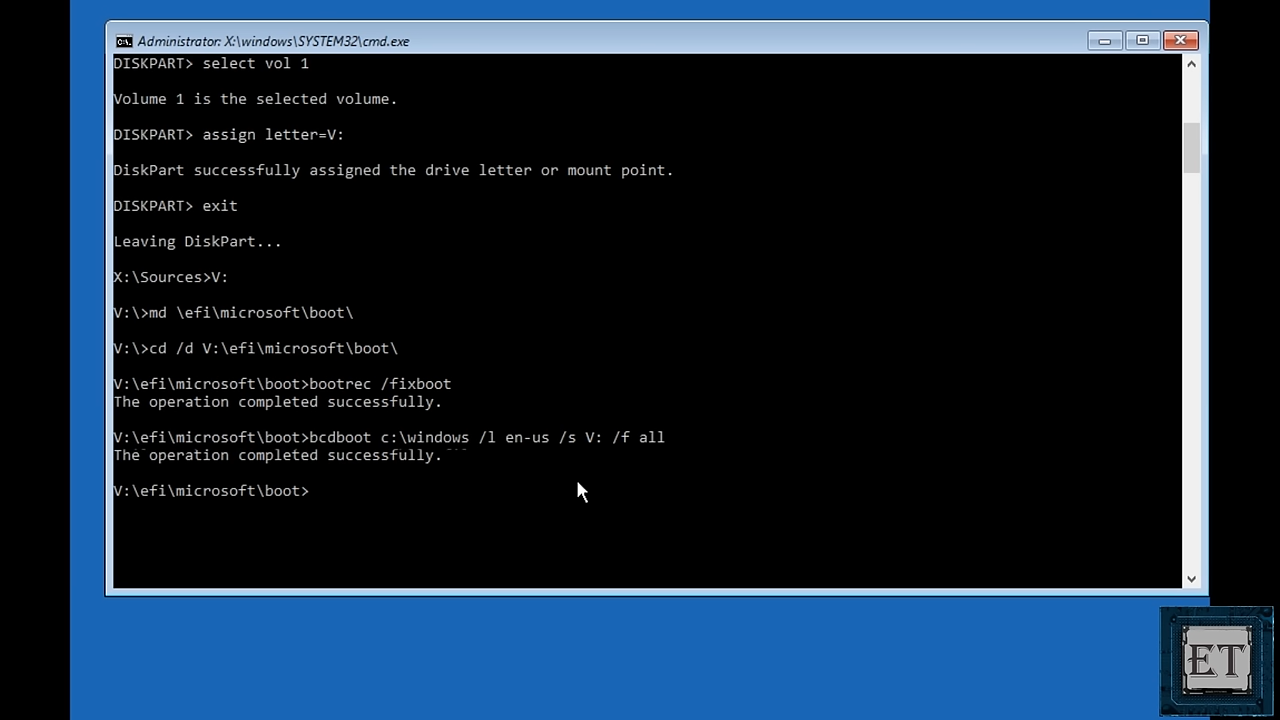 Administrator: X:\windows\SYSTEM32\cmd.exe
DISKPART> select vol 1
Volume 1 is the selected volume.
DISKPART> assign letter=V:
DiskPart successfully assigned the drive letter or mount point.
DISKPART> exit
Leaving DiskPart...
X:\Sources>V:
V:\>md \efi\microsoft\boot\
V:\>cd /d V:\efi\microsoft\boot\
V:\efi\microsoft\boot>bootrec /fixboot
The operation completed successfully.
V:\efi\microsoft\boot>bcdboot c:\windows /l en-us /s V: /f all
The operation completed successfully.
V:\efi\microsoft\boot>
ET